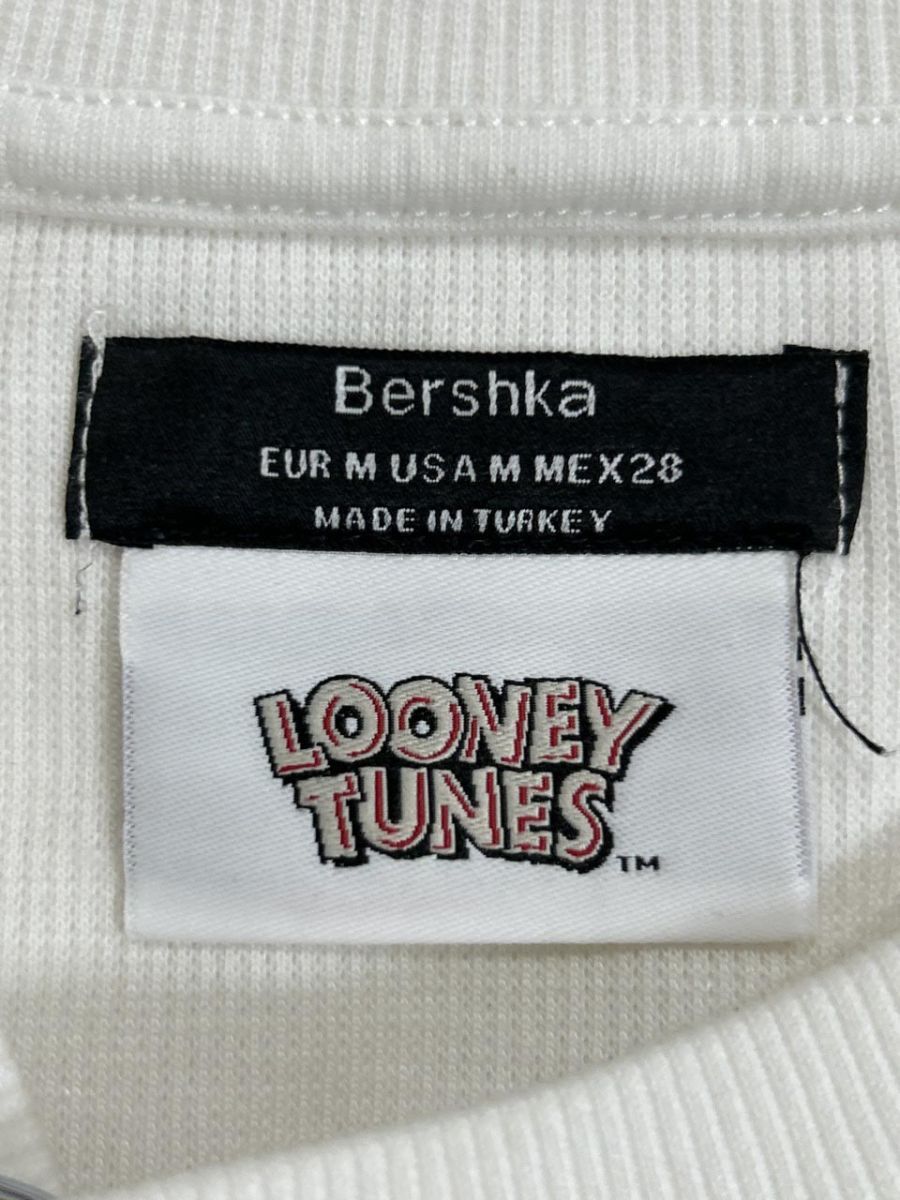 Bershka
EUR M USA M MEX 28
MADE IN TURKEY
LOONEY
TUNES TM